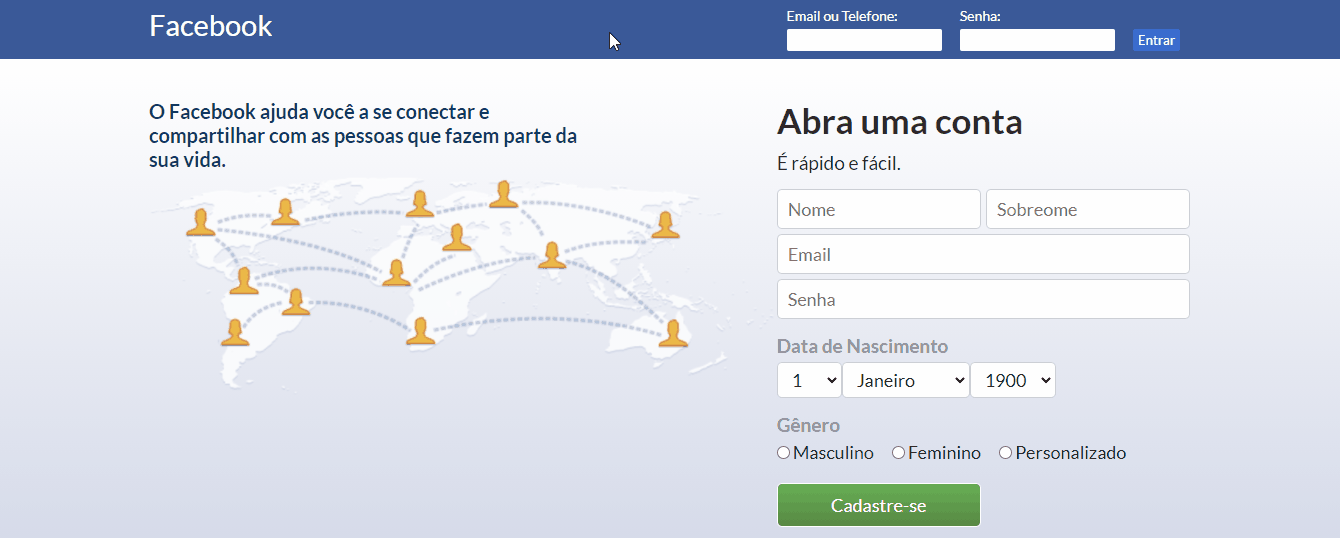 Facebook
Email ou Telefone:
Senha:
Entrar
O Facebook ajuda você a se conectar e
compartilhar com as pessoas que fazem parte da
sua vida.
Abra uma conta
É rápido e fácil.
Nome
Sobreome
Email
Senha
Data de Nascimento
1
Janeiro
1900
Gênero
Masculino
Feminino
Personalizado
Cadastre-se